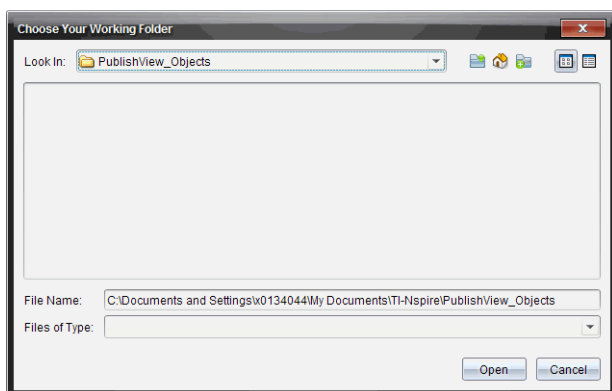 Choose Your Working Folder
Look In: PublishView_Objects
File Name: C:\Documents and Settings\x0134044\My Documents\TI-Nspire\PublishView_Objects
Files of Type:
Open Cancel